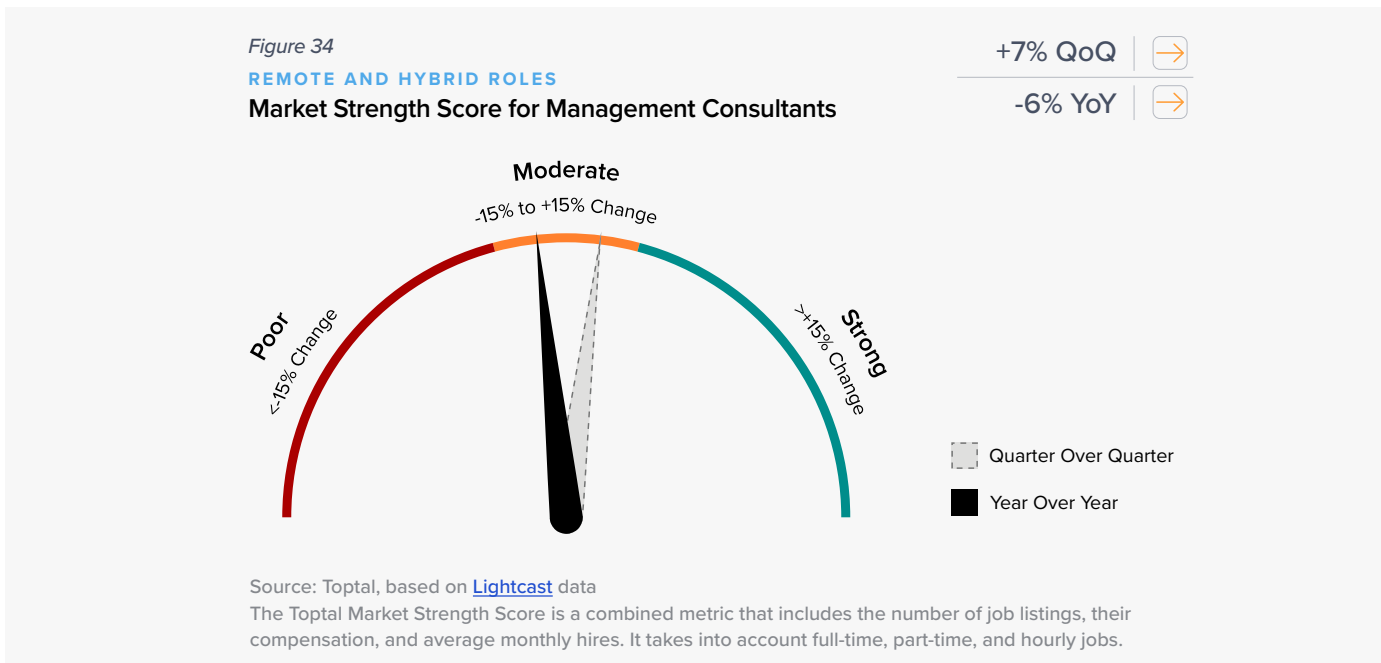 Figure 34
REMOTE AND HYBRID ROLES
Market Strength Score for Management Consultants
+7% QoQ
-6% YoY
Moderate
-15% to +15% Change
Poor
<-15% Change
Strong
>+15% Change
Quarter Over Quarter
Year Over Year
Source: Toptal, based on Lightcast data
The Toptal Market Strength Score is a combined metric that includes the number of job listings, their
compensation, and average monthly hires. It takes into account full-time, part-time, and hourly jobs.